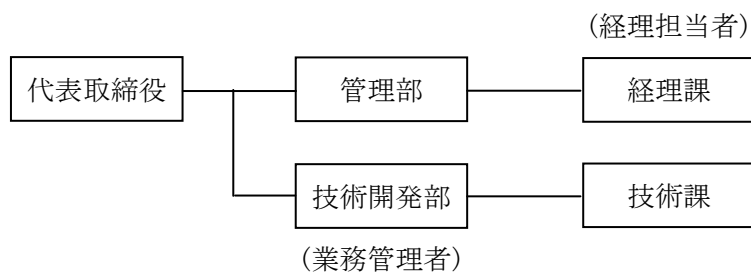 (経理担当者)
代表取締役
管理部
経理課
技術開発部
技術課
(業務管理者)